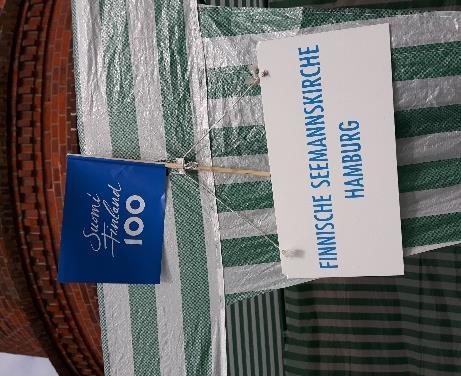 Suomi
Finland
100
FINNISCHE SEEMANNSKIRCHE
HAMBURG